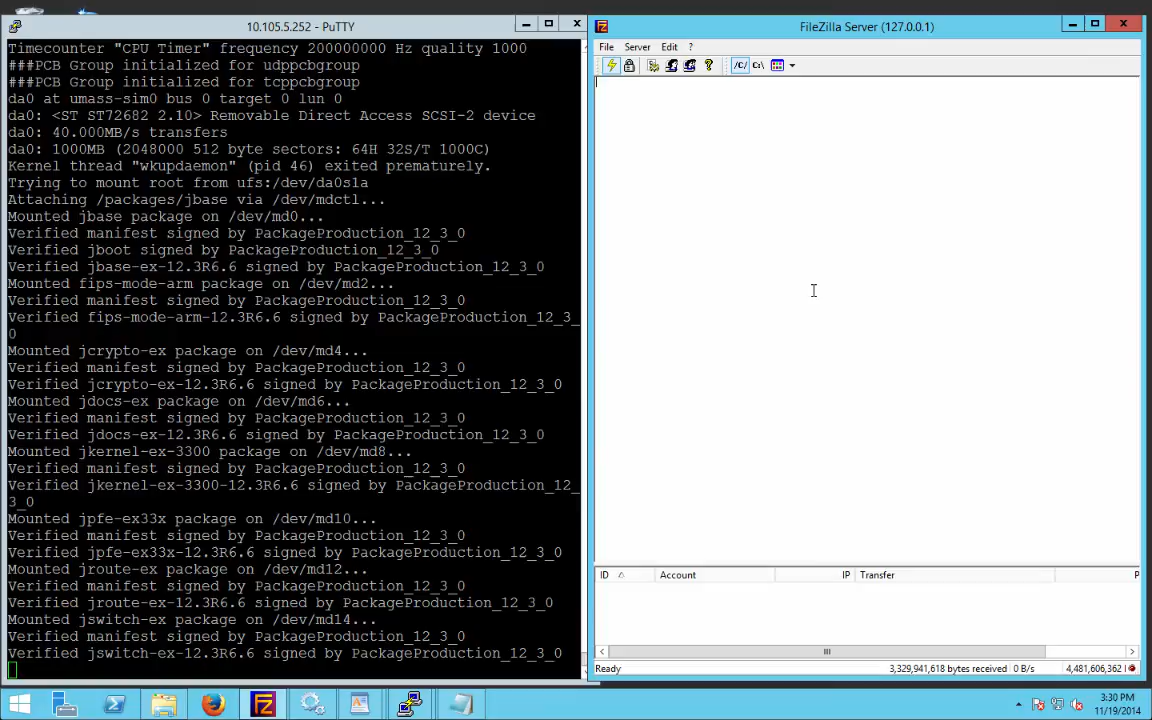 10.105.5.252 - PuTTY
Timecounter "CPU Timer" frequency 200000000 Hz quality 1000
###PCB Group initialized for udppcbgroup
###PCB Group initialized for tcppcbgroup
da0 at umass-sim0 bus 0 target 0 lun 0
da0: <ST ST72682 2.10> Removable Direct Access SCSI-2 device
da0: 40.000MB/s transfers
da0: 1000MB (2048000 512 byte sectors: 64H 32S/T 1000C)
Kernel thread "wkupdaemon" (pid 46) exited prematurely.
Trying to mount root from ufs:/dev/da0s1a
Attaching /packages/jbase via /dev/mdctl...
Mounted jbase package on /dev/md0...
Verified manifest signed by PackageProduction_12_3_0
Verified jboot signed by PackageProduction_12_3_0
Verified jbase-ex-12.3R6.6 signed by PackageProduction_12_3_0
Mounted fips-mode-arm package on /dev/md2...
Verified manifest signed by PackageProduction_12_3_0
Verified fips-mode-arm-12.3R6.6 signed by PackageProduction_12_3_
0
Mounted jcrypto-ex package on /dev/md4...
Verified manifest signed by PackageProduction_12_3_0
Verified jcrypto-ex-12.3R6.6 signed by PackageProduction_12_3_0
Mounted jdocs-ex package on /dev/md6...
Verified manifest signed by PackageProduction_12_3_0
Verified jdocs-ex-12.3R6.6 signed by PackageProduction_12_3_0
Mounted jkernel-ex-3300 package on /dev/md8...
Verified manifest signed by PackageProduction_12_3_0
Verified jkernel-ex-3300-12.3R6.6 signed by PackageProduction_12_
3_0
Mounted jpfe-ex33x package on /dev/md10...
Verified manifest signed by PackageProduction_12_3_0
Verified jpfe-ex33x-12.3R6.6 signed by PackageProduction_12_3_0
Mounted jroute-ex package on /dev/md12...
Verified manifest signed by PackageProduction_12_3_0
Verified jroute-ex-12.3R6.6 signed by PackageProduction_12_3_0
Mounted jswitch-ex package on /dev/md14...
Verified manifest signed by PackageProduction_12_3_0
Verified jswitch-ex-12.3R6.6 signed by PackageProduction_12_3_0
FileZilla Server (127.0.0.1)
File Server Edit ?
/C/ C:\
ID Account IP Transfer P
Ready 3,329,941,618 bytes received 0 B/s 4,481,606,362
3:30 PM
11/19/2014